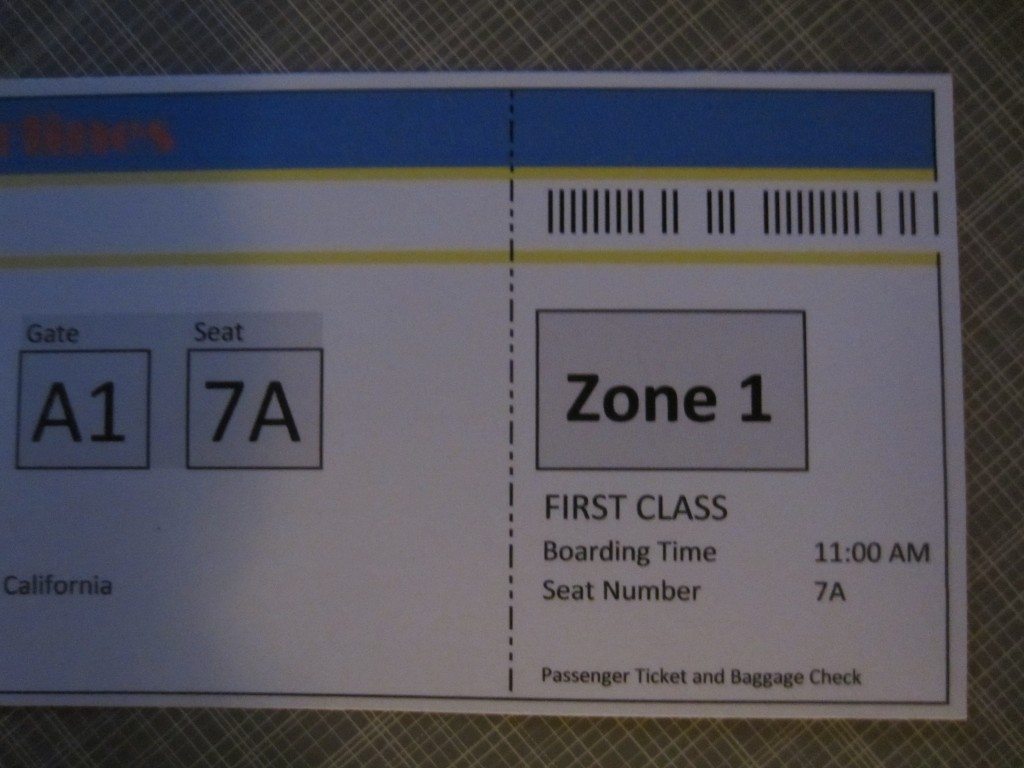 Gate Seat
A1 7A
California
Zone 1
FIRST CLASS
Boarding Time 11:00 AM
Seat Number 7A
Passenger Ticket and Baggage Check